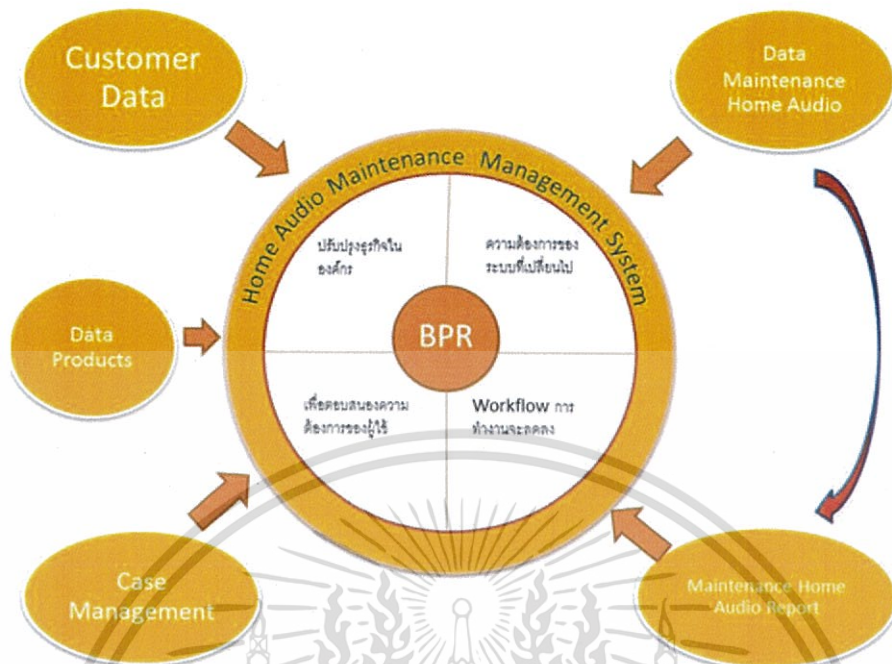 Customer
Data
Data
Maintenance
Home Audio
Home Audio Maintenance Management System
ปรับปรุงธุรกิจใน
องค์กร
ความต้องการของ
ระบบที่เปลี่ยนไป
Data
Products
BPR
เพื่อตอบสนองความ
ต้องการของผู้ใช้
Workflow การ
ทำงานจะลดลง
Case
Management
Maintenance Home
Audio Report